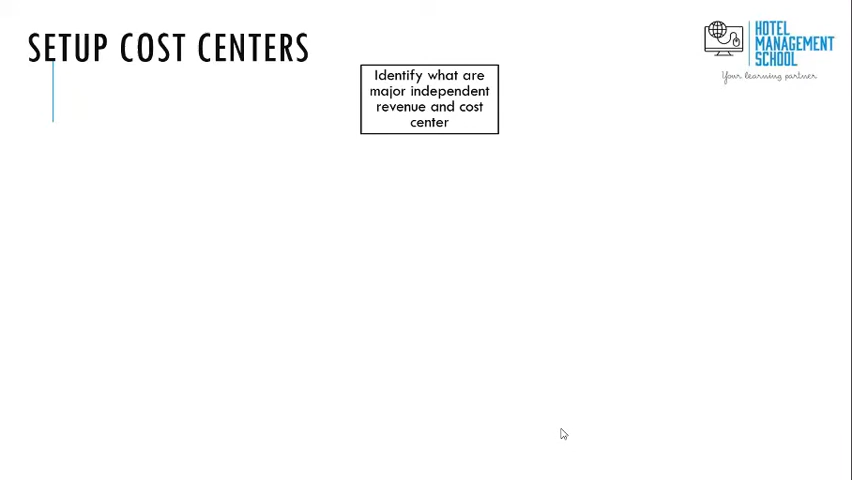 SETUP COST CENTERS
HOTEL
MANAGEMENT
SCHOOL
Your learning partner
Identify what are
major independent
revenue and cost
center